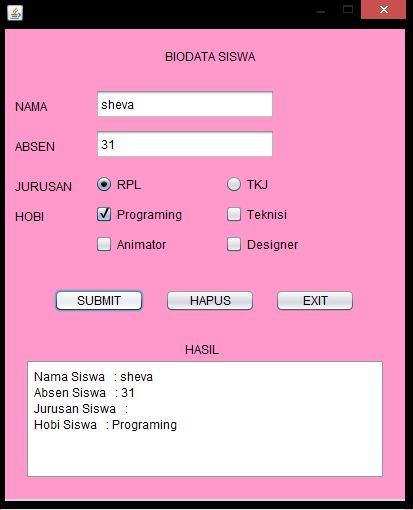 BIODATA SISWA
NAMA sheva
ABSEN 31
JURUSAN RPL TKJ
HOBI Programing Teknisi
Animator Designer
SUBMIT HAPUS EXIT
HASIL
Nama Siswa : sheva
Absen Siswa : 31
Jurusan Siswa :
Hobi Siswa : Programing